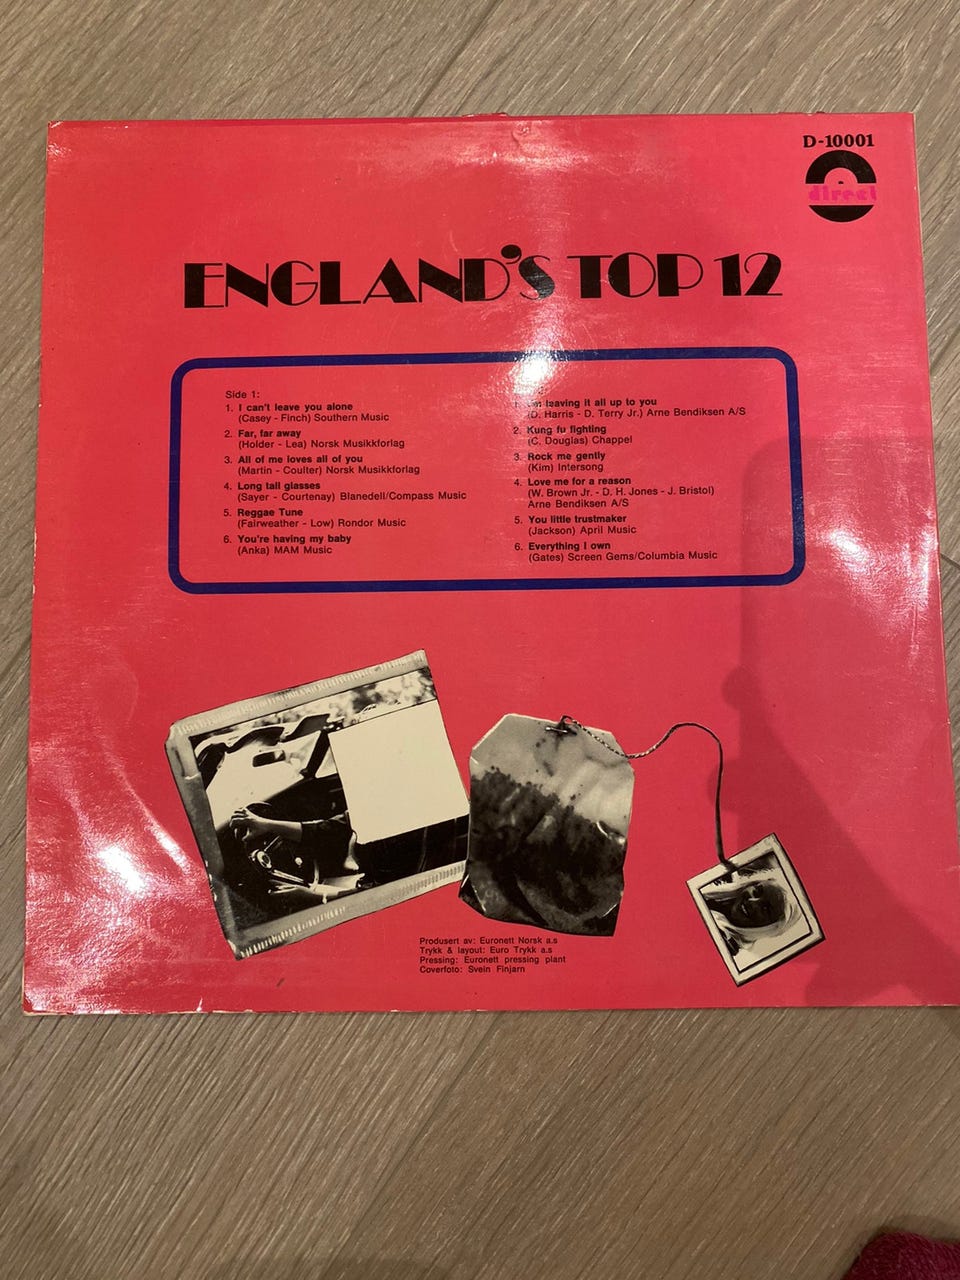 D-10001
direct
ENGLAND'S TOP 12
Side 1:
1. I can't leave you alone
(Casey - Finch) Southern Music
2. Far, far away
(Holder - Lea) Norsk Musikkforlag
3. All of me loves all of you
(Martin - Coulter) Norsk Musikkforlag
4. Long tall glasses
(Sayer - Courtenay) Blanedell/Compass Music
5. Reggae Tune
(Fairweather - Low) Rondor Music
6. You're having my baby
(Anka) MAM Music
leaving it all up to you
(D. Harris - D. Terry Jr.) Arne Bendiksen A/S
2. Kung fu fighting
(C. Douglas) Chappel
3. Rock me gently
(Kim) Intersong
4. Love me for a reason
(W. Brown Jr. - D. H. Jones - J. Bristol)
Arne Bendiksen A/S
5. You little trustmaker
(Jackson) April Music
6. Everything I own
(Gates) Screen Gems/Columbia Music
Produsert av: Euronett Norsk a.s
Trykk & layout: Euro Trykk a.s
Pressing: Euronett pressing plant
Coverfoto: Svein Finjarn